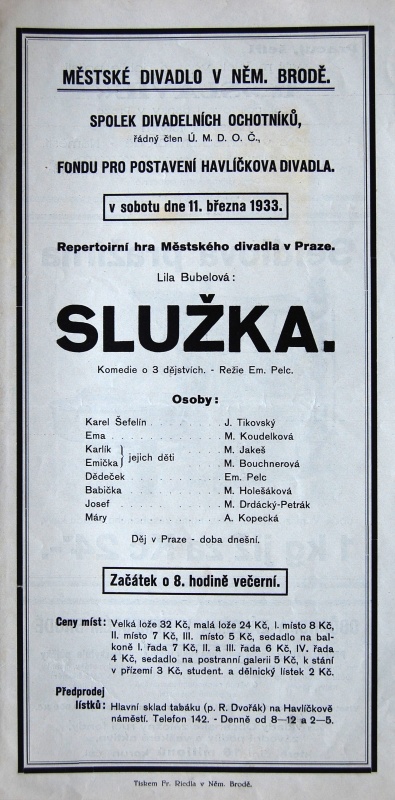 MĚSTSKÉ DIVADLO V NĚM. BRODĚ.
SPOLEK DIVADELNÍCH OCHOTNÍKŮ,
řádný člen Ú. M. D. O. Č.,
FONDU PRO POSTAVENÍ HAVLÍČKOVA DIVADLA.
v sobotu dne 11. března 1933.
Repertoirní hra Městského divadla v Praze.
Lila Bubelová:
SLUŽKA.
Komedie o 3 dějstvích. - Režie Em. Pelc.
Osoby:
Karel Šefelín . . . . . . . J. Tikovský
Ema . . . . . . . . . . . M. Koudelková
Karlík } jejich děti . . . . . M. Jakeš
Emička } . . . . . M. Bouchnerová
Dědeček . . . . . . . . . Em. Pelc
Babička . . . . . . . . . M. Holešáková
Josef . . . . . . . . . . M. Drdácký-Petrák
Máry . . . . . . . . . . A. Kopecká
Děj v Praze - doba dnešní.
Začátek o 8. hodině večerní.
Ceny míst: Velká lože 32 Kč, malá lože 24 Kč, I. místo 8 Kč,
II. místo 7 Kč, III. místo 5 Kč, sedadlo na bal-
koně I. řada 7 Kč, II. a III. řada 6 Kč, IV. řada
4 Kč, sedadlo na postranní galerii 5 Kč, k stání
v přízemí 3 Kč, student. a dělnický lístek 2 Kč.
Předprodej
lístků: Hlavní sklad tabáku (p. R. Dvořák) na Havlíčkově
náměstí. Telefon 142. - Denně od 8—12 a 2—5.
Tiskem Fr. Riedla v Něm. Brodě.